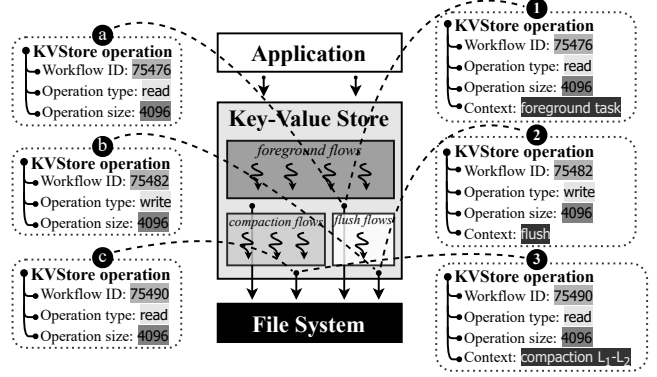 a
KVStore operation
Workflow ID: 75476
Operation type: read
Operation size: 4096
b
KVStore operation
Workflow ID: 75482
Operation type: write
Operation size: 4096
c
KVStore operation
Workflow ID: 75490
Operation type: read
Operation size: 4096
Application
Key-Value Store
foreground flows
compaction flows
flush flows
File System
1
KVStore operation
Workflow ID: 75476
Operation type: read
Operation size: 4096
Context: foreground task
2
KVStore operation
Workflow ID: 75482
Operation type: write
Operation size: 4096
Context: flush
3
KVStore operation
Workflow ID: 75490
Operation type: read
Operation size: 4096
Context: compaction L₁-L₂